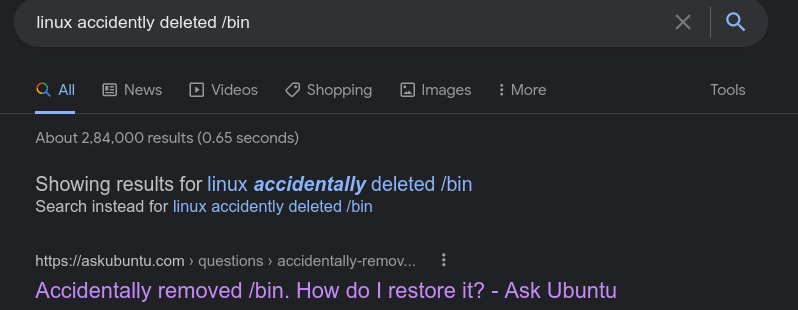 linux accidently deleted /bin
All News Videos Shopping Images More Tools
About 2,84,000 results (0.65 seconds)
Showing results for linux accidentally deleted /bin
Search instead for linux accidently deleted /bin
https://askubuntu.com › questions › accidentally-remov...
Accidentally removed /bin. How do I restore it? - Ask Ubuntu